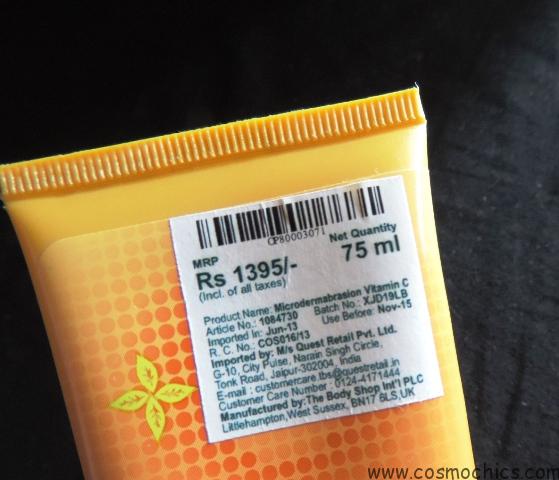 CP80003071
MRP Net Quantity
Rs 1395/- 75 ml
(Incl. of all taxes)
Product Name: Microdermabrasion Vitamin C
Article No.: 1084730 Batch No.: XJD19LB
Imported In: Jun-13 Use Before: Nov-15
R. C. No.: COS016/13
Imported by: M/s Quest Retail Pvt. Ltd.
G-10, City Pulse, Narain Singh Circle,
Tonk Road, Jaipur-302004, India
E-mail : customercare.tbs@questretail.in
Customer Care Number : 0124-4171444
Manufactured by:The Body Shop Int'l PLC
Littlehampton,West Sussex, BN17 6LS,UK
www.cosmochics.com